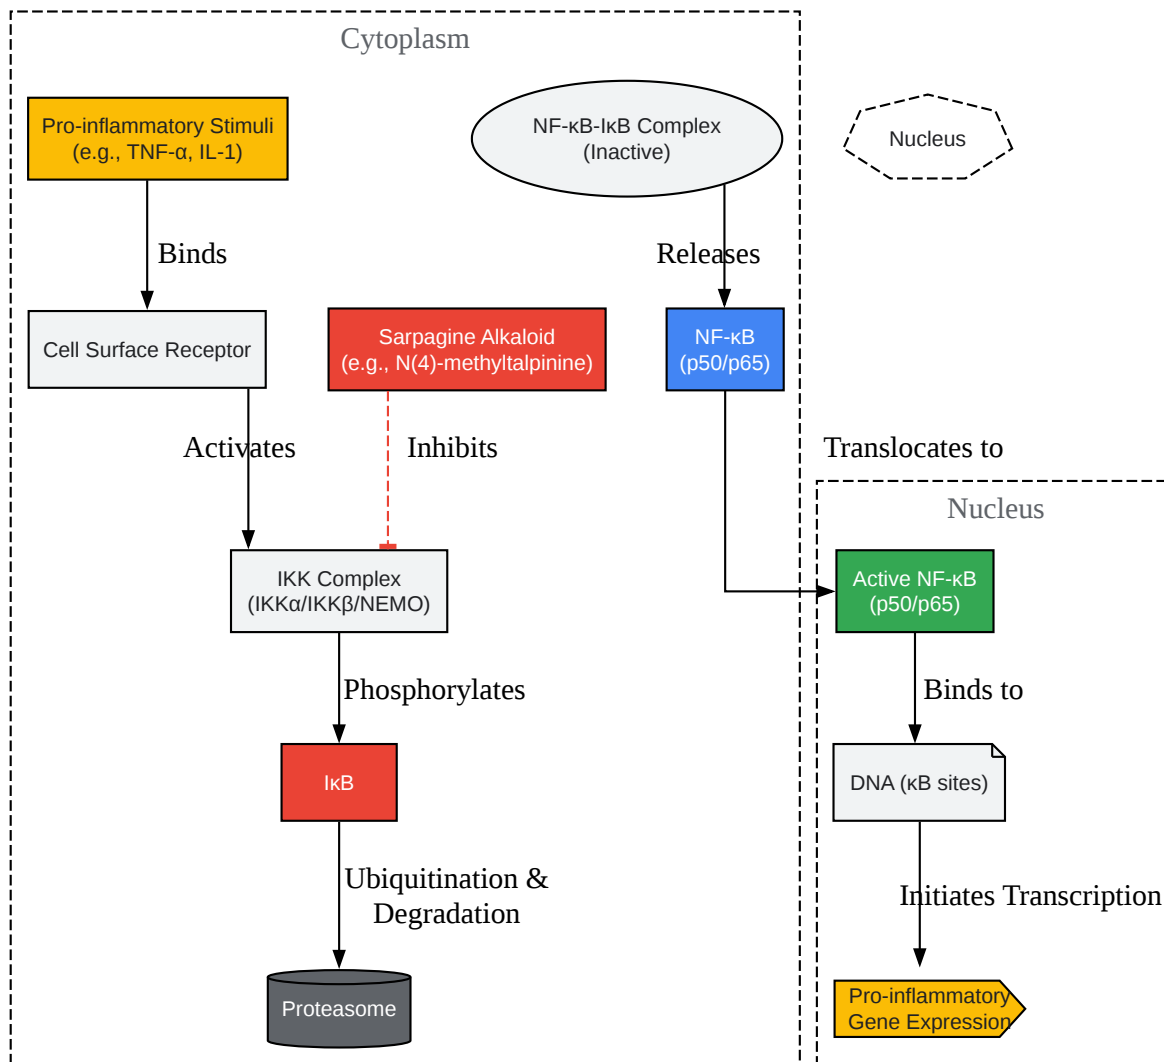 Cytoplasm
Pro-inflammatory Stimuli
(e.g., TNF-α, IL-1)
NF-κB-IκB Complex
(Inactive)
Nucleus
Binds
Releases
Cell Surface Receptor
Sarpagine Alkaloid
(e.g., N(4)-methyltalpinine)
NF-κB
(p50/p65)
Activates
Inhibits
Translocates to
Nucleus
IKK Complex
(IKKα/IKKβ/NEMO)
Active NF-κB
(p50/p65)
Phosphorylates
Binds to
IκB
DNA (κB sites)
Ubiquitination &
Degradation
Initiates Transcription
Proteasome
Pro-inflammatory
Gene Expression